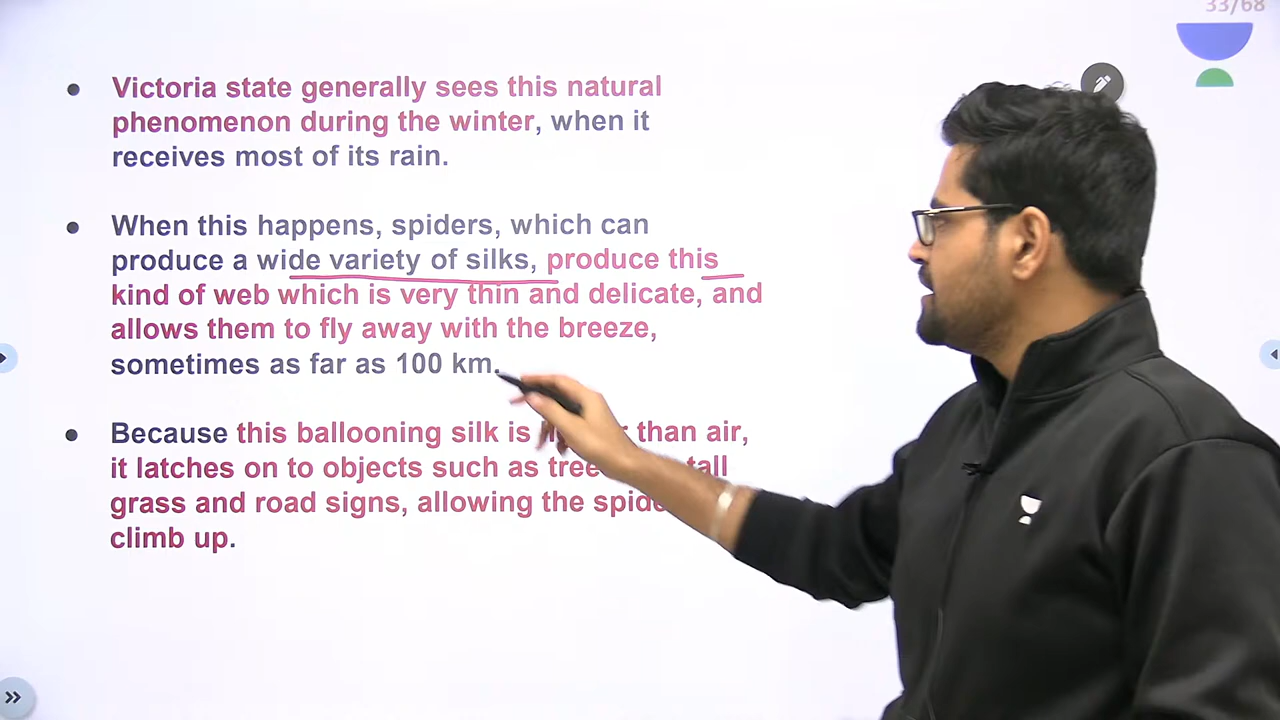 33/68
Victoria state generally sees this natural
phenomenon during the winter, when it
receives most of its rain.
When this happens, spiders, which can
produce a wide variety of silks, produce this
kind of web which is very thin and delicate, and
allows them to fly away with the breeze,
sometimes as far as 100 km.
Because this ballooning silk is than air,
it latches on to objects such as tall
grass and road signs, allowing the
climb up.